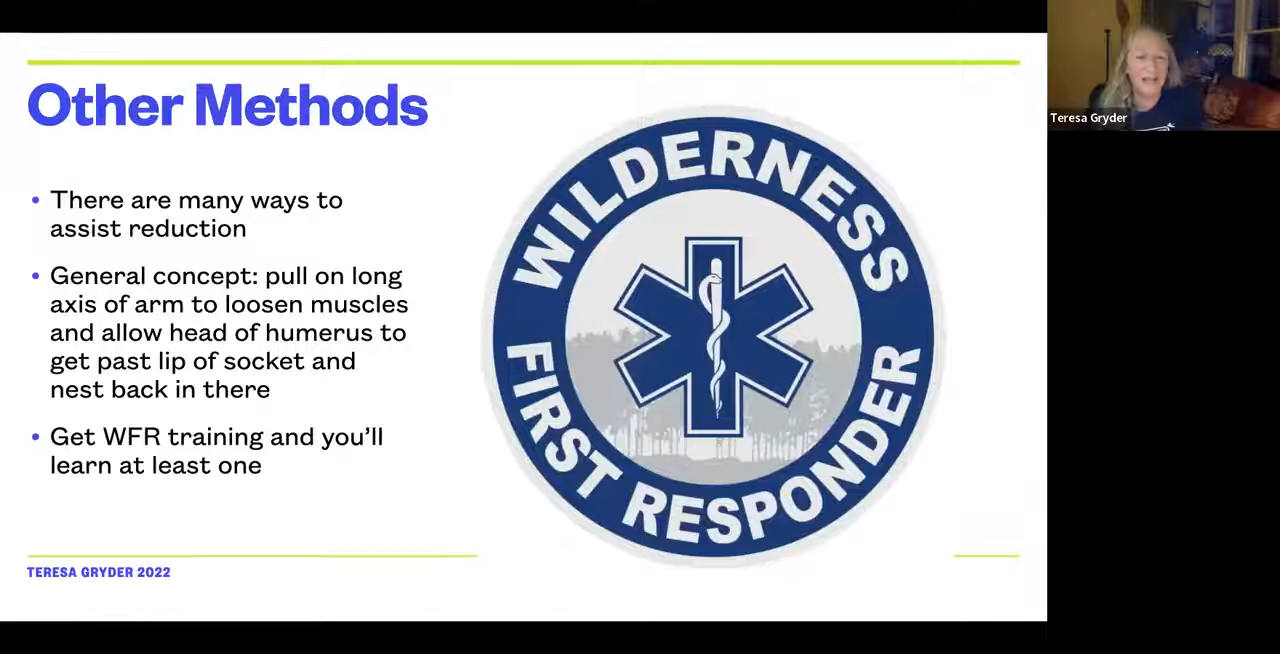 Other Methods
• There are many ways to
assist reduction
• General concept: pull on long
axis of arm to loosen muscles
and allow head of humerus to
get past lip of socket and
nest back in there
• Get WFR training and you’ll
learn at least one
TERESA GRYDER 2022
WILDERNESS
FIRST RESPONDER
Teresa Gryder